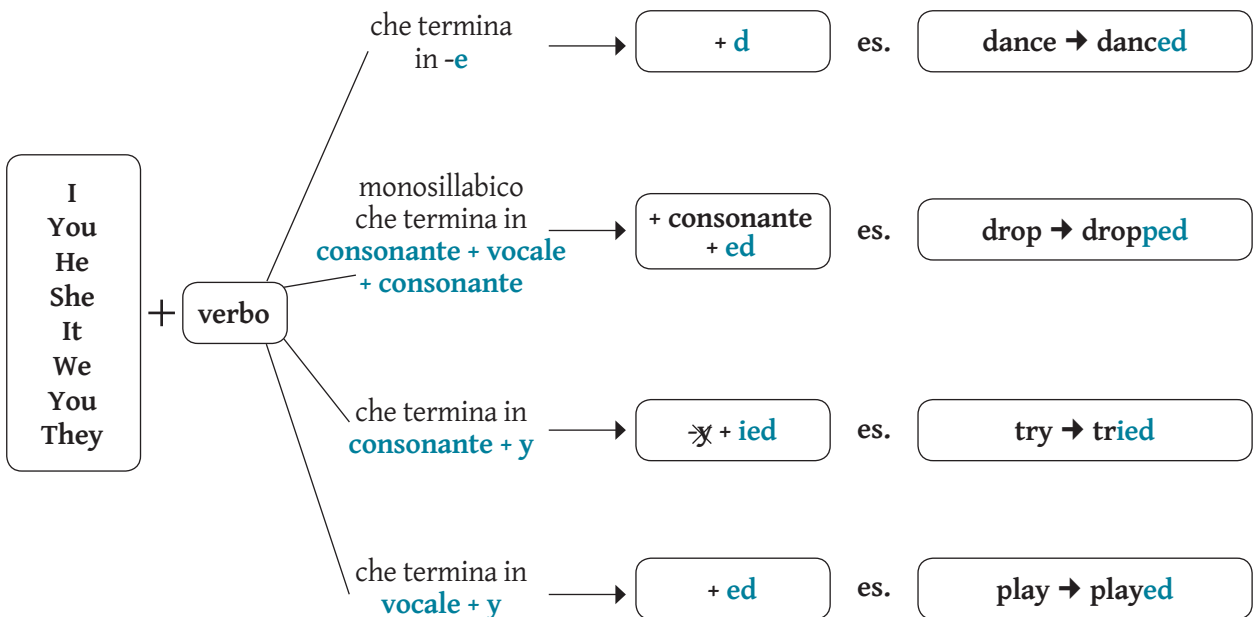 I
You
He
She
It
We
You
They
+
verbo
che termina
in -e
+ d
es.
dance → danced
monosillabico
che termina in
consonante + vocale
+ consonante
+ consonante
+ ed
es.
drop → dropped
che termina in
consonante + y
-y + ied
es.
try → tried
che termina in
vocale + y
+ ed
es.
play → played